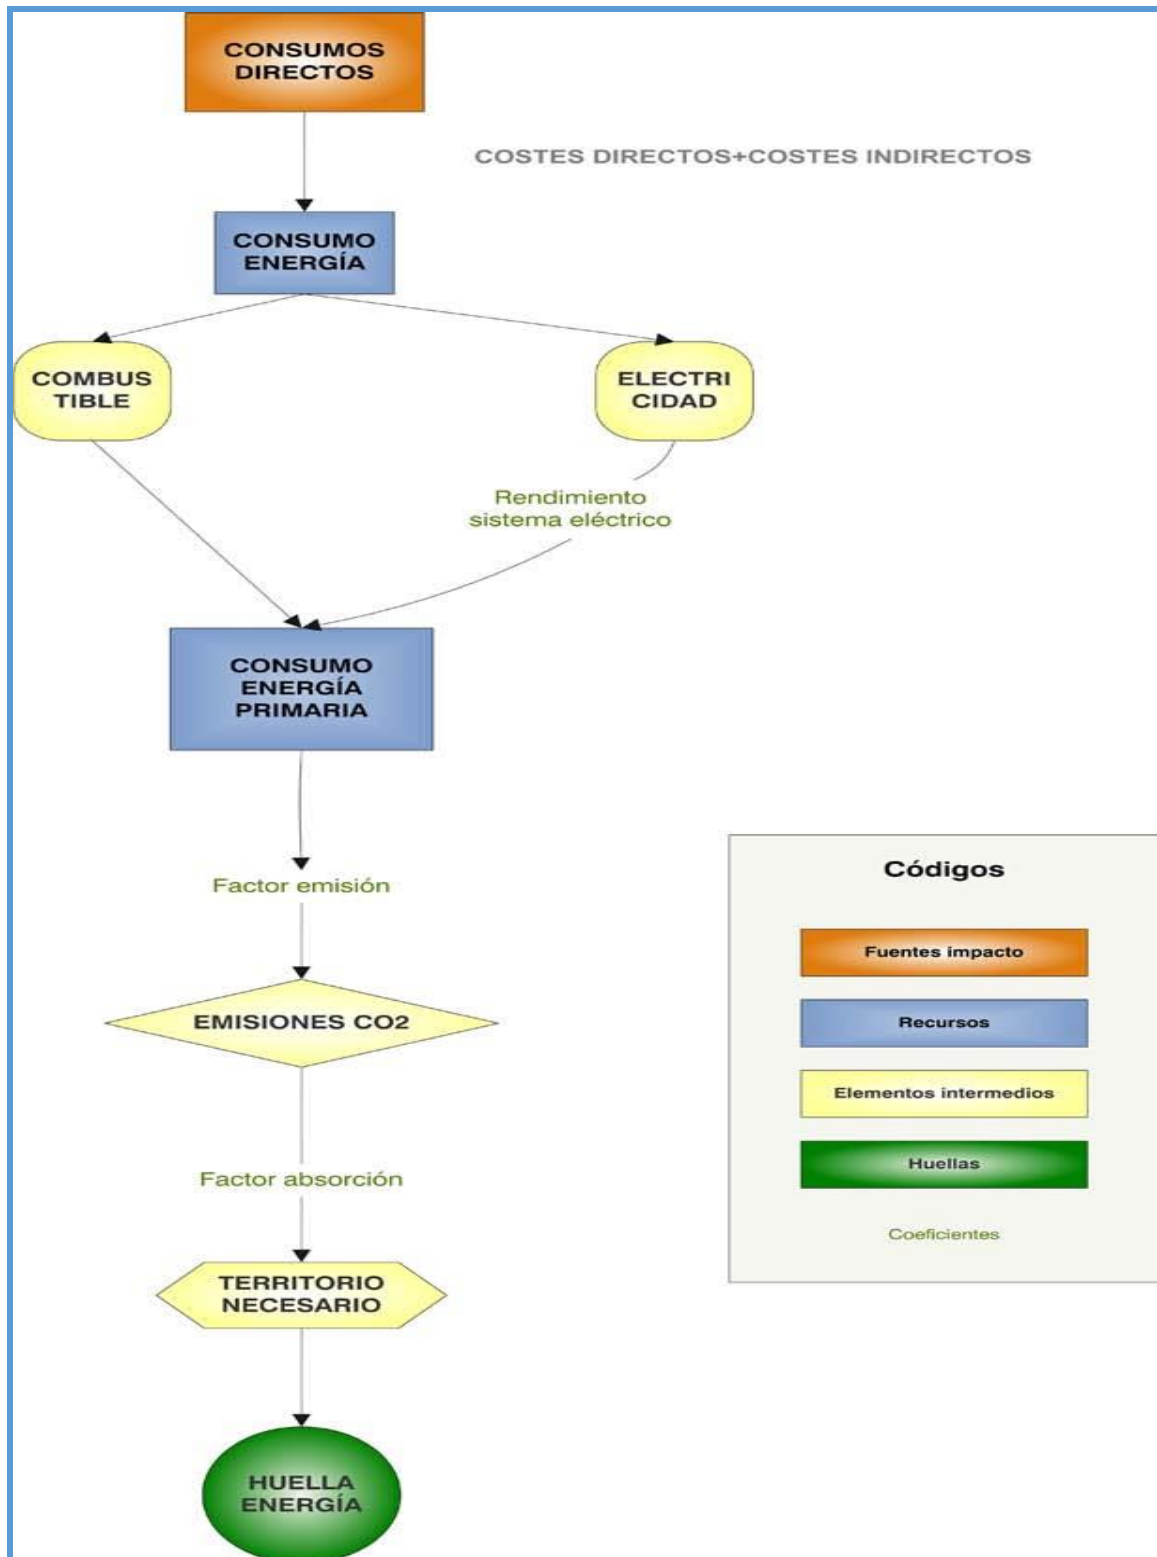 CONSUMOS
DIRECTOS
COSTES DIRECTOS+COSTES INDIRECTOS
CONSUMO
ENERGÍA
COMBUS
TIBLE
ELECTRI
CIDAD
Rendimiento
sistema eléctrico
CONSUMO
ENERGÍA
PRIMARIA
Factor emisión
EMISIONES CO2
Factor absorción
TERRITORIO
NECESARIO
HUELLA
ENERGÍA
Códigos
Fuentes impacto
Recursos
Elementos intermedios
Huellas
Coeficientes